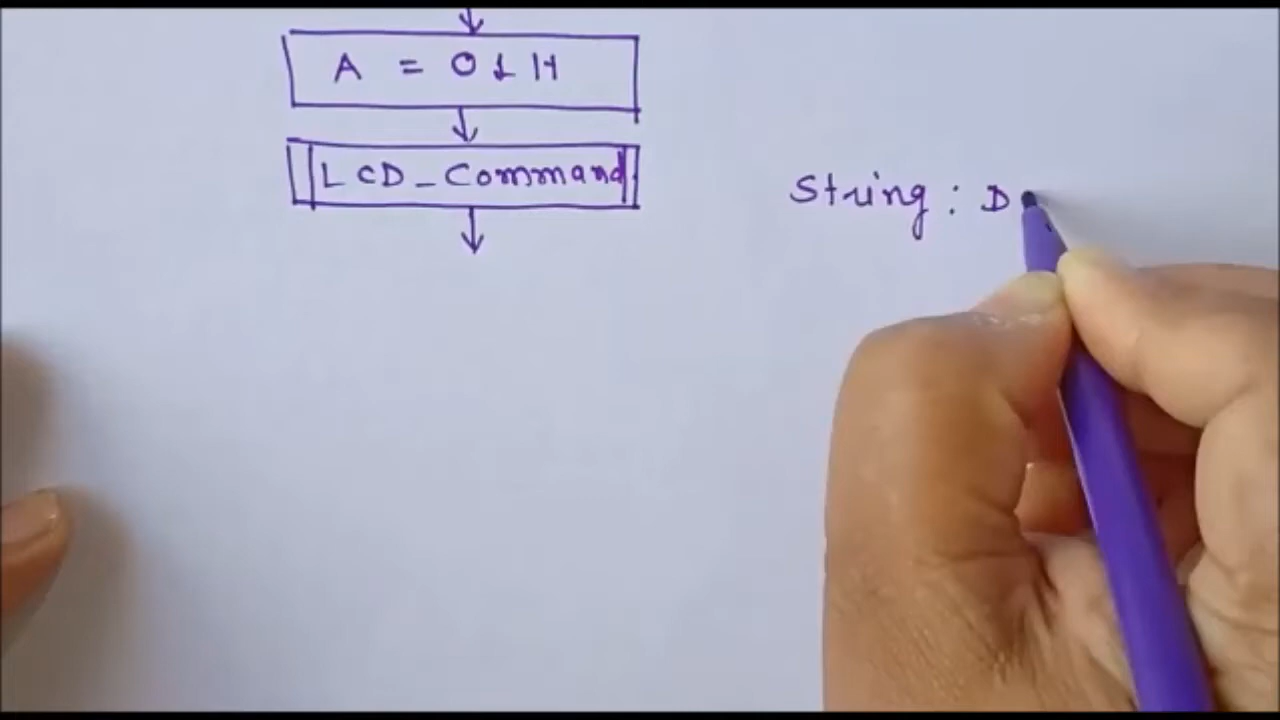 A = 01H
LCD_Command
String: D